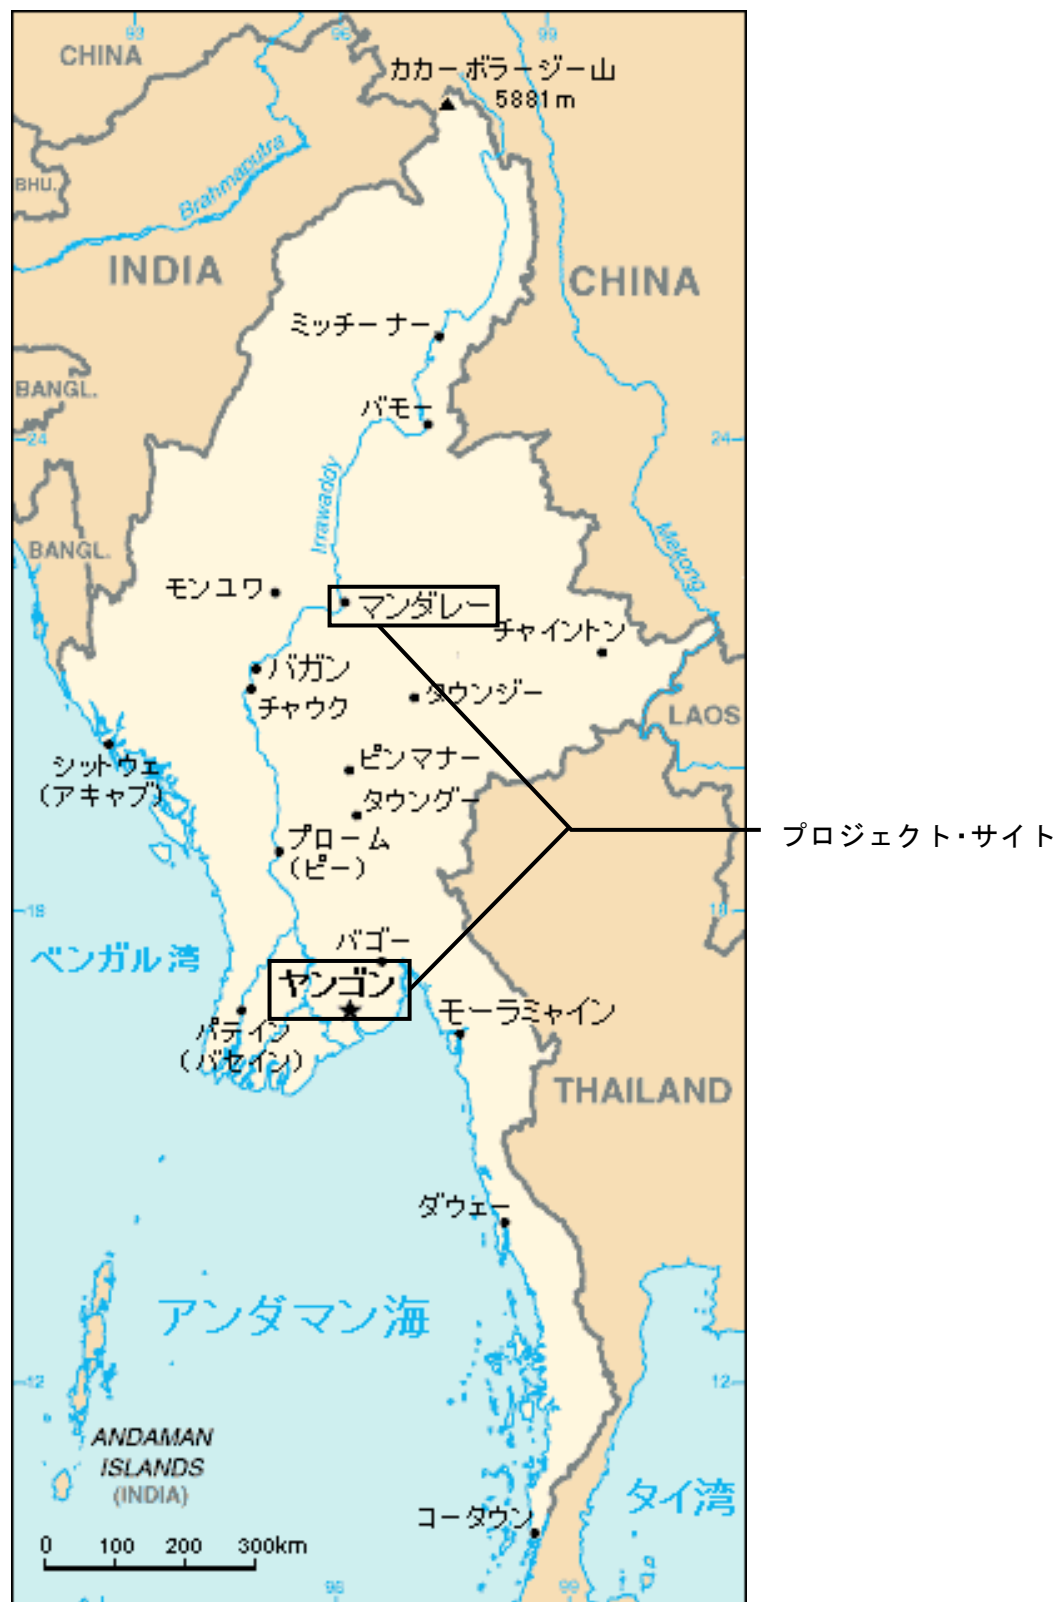 93
96
99
CHINA
カカーボラージー山
5881m
BHU.
Brahmaputra
INDIA
CHINA
ミッチーナー
BANGL.
バモー
24
24
Irrawaddy
BANGL.
Mekong
モンユワ
マンダレー
チャイントン
バガン
タウンジー
チャウク
LAOS
シットウェ
(アキャブ)
ピンマナー
タウングー
プローム
(ピー)
プロジェクト・サイト
18
18
ベンガル湾
バゴー
ヤンゴン
モーラミャイン
パテイン
(バセイン)
THAILAND
ダウェー
アンダマン海
12
12
ANDAMAN
ISLANDS
(INDIA)
タイ湾
コータウン
0 100 200 300km
96
99